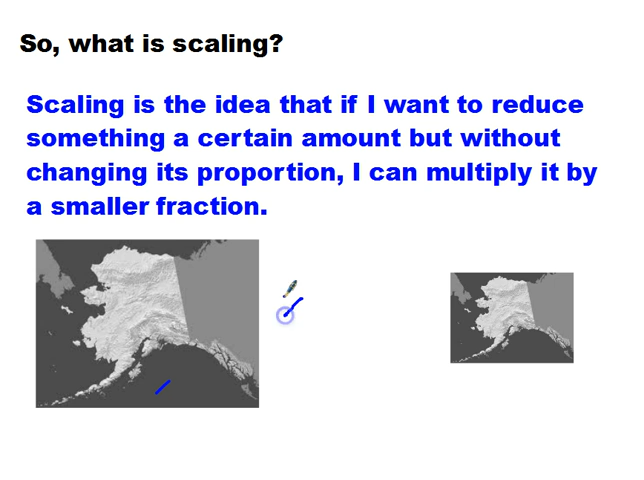 So, what is scaling?
Scaling is the idea that if I want to reduce
something a certain amount but without
changing its proportion, I can multiply it by
a smaller fraction.